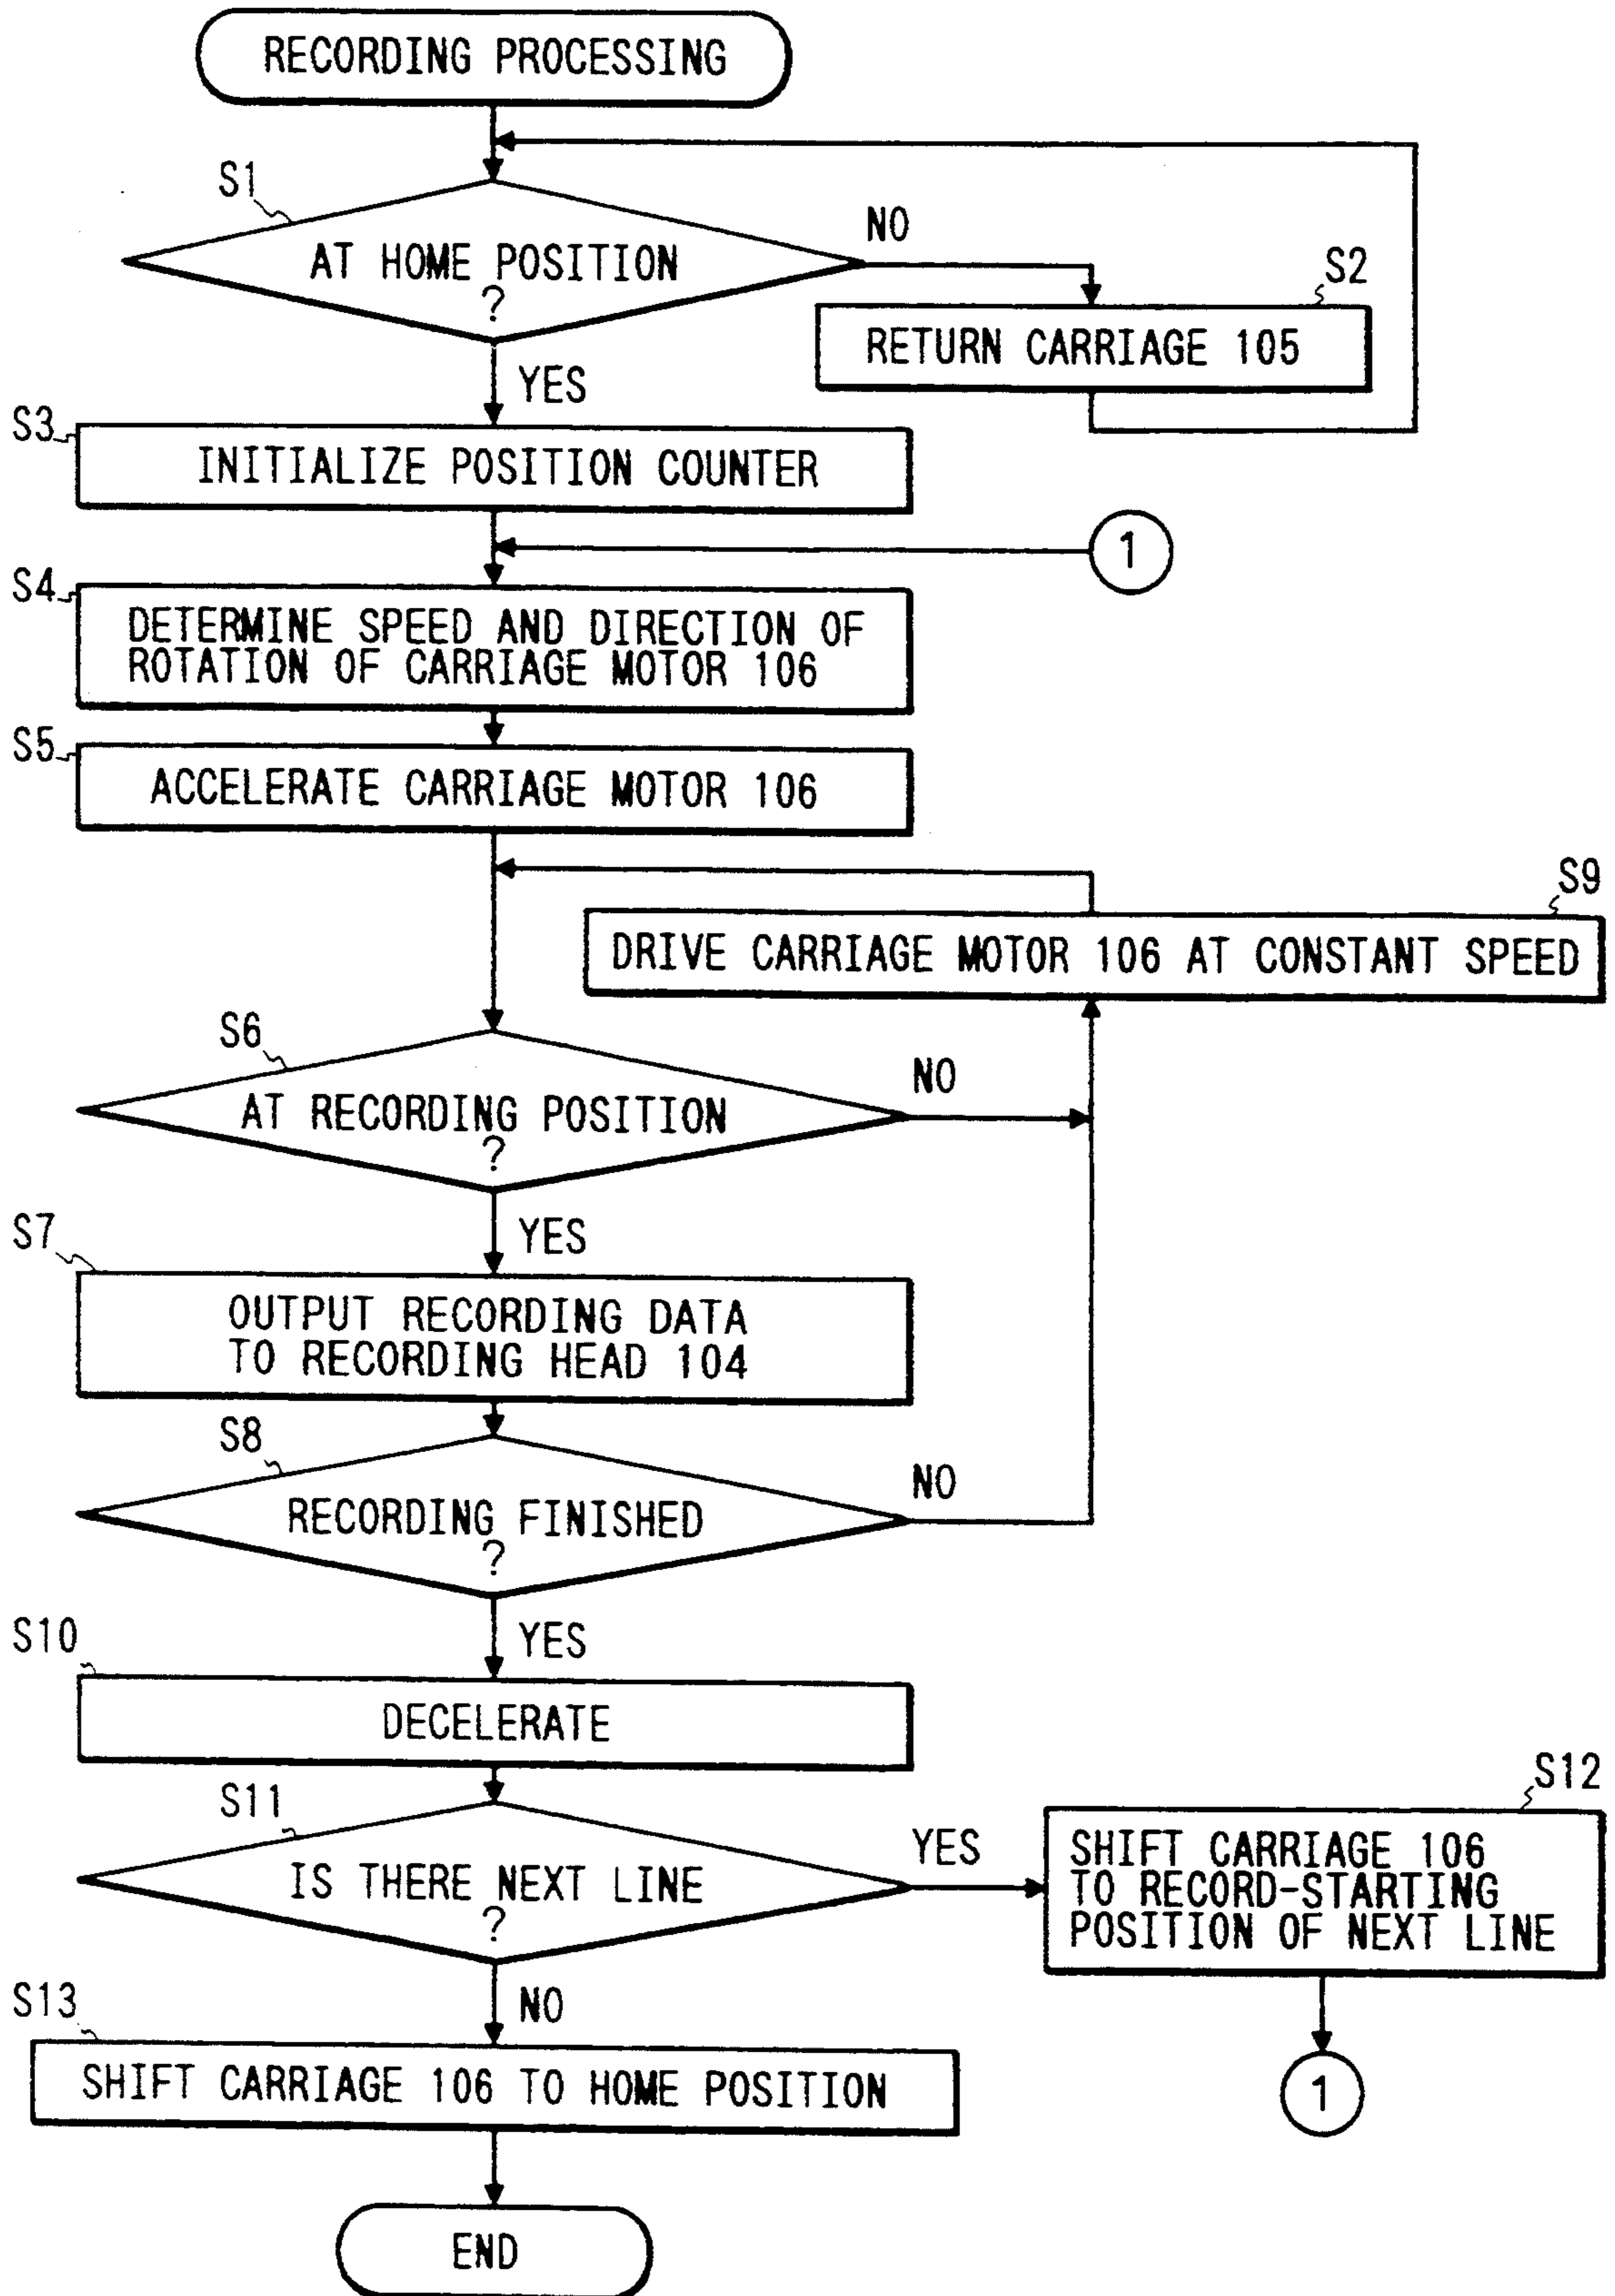 RECORDING PROCESSING
S1
AT HOME POSITION
?
NO
S2
RETURN CARRIAGE 105
YES
S3
INITIALIZE POSITION COUNTER
1
S4
DETERMINE SPEED AND DIRECTION OF
ROTATION OF CARRIAGE MOTOR 106
S5
ACCELERATE CARRIAGE MOTOR 106
S9
DRIVE CARRIAGE MOTOR 106 AT CONSTANT SPEED
S6
AT RECORDING POSITION
?
NO
YES
S7
OUTPUT RECORDING DATA
TO RECORDING HEAD 104
S8
RECORDING FINISHED
?
NO
YES
S10
DECELERATE
S11
IS THERE NEXT LINE
?
YES
S12
SHIFT CARRIAGE 106
TO RECORD-STARTING
POSITION OF NEXT LINE
1
NO
S13
SHIFT CARRIAGE 106 TO HOME POSITION
END